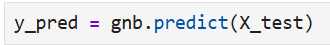 y_pred = gnb.predict(X_test)